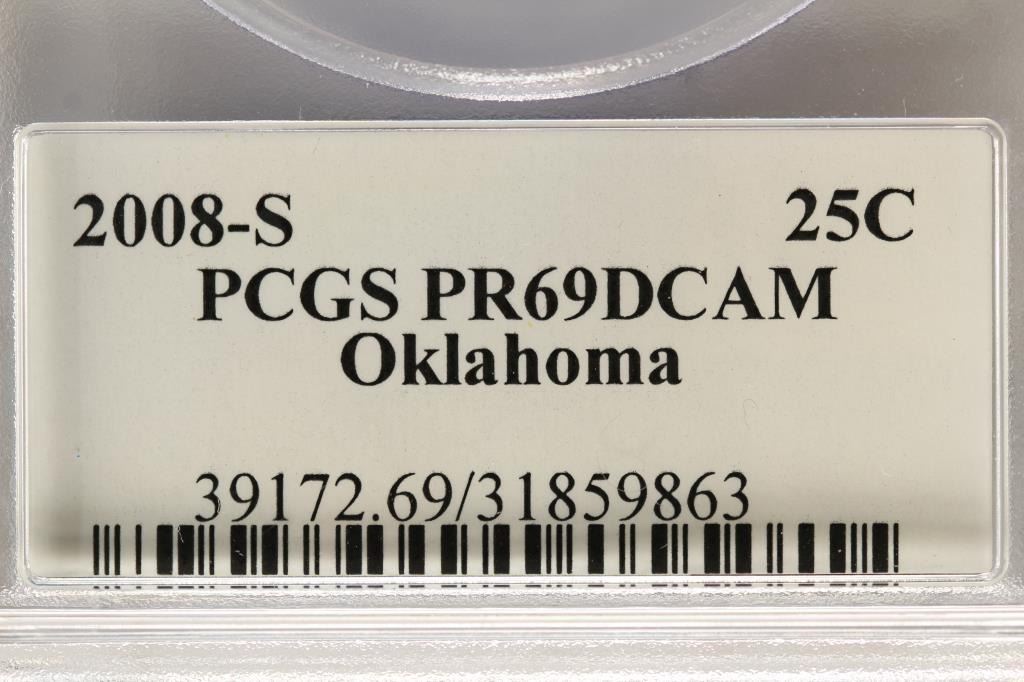 2008-S 25C
PCGS PR69DCAM
Oklahoma
39172.69/31859863